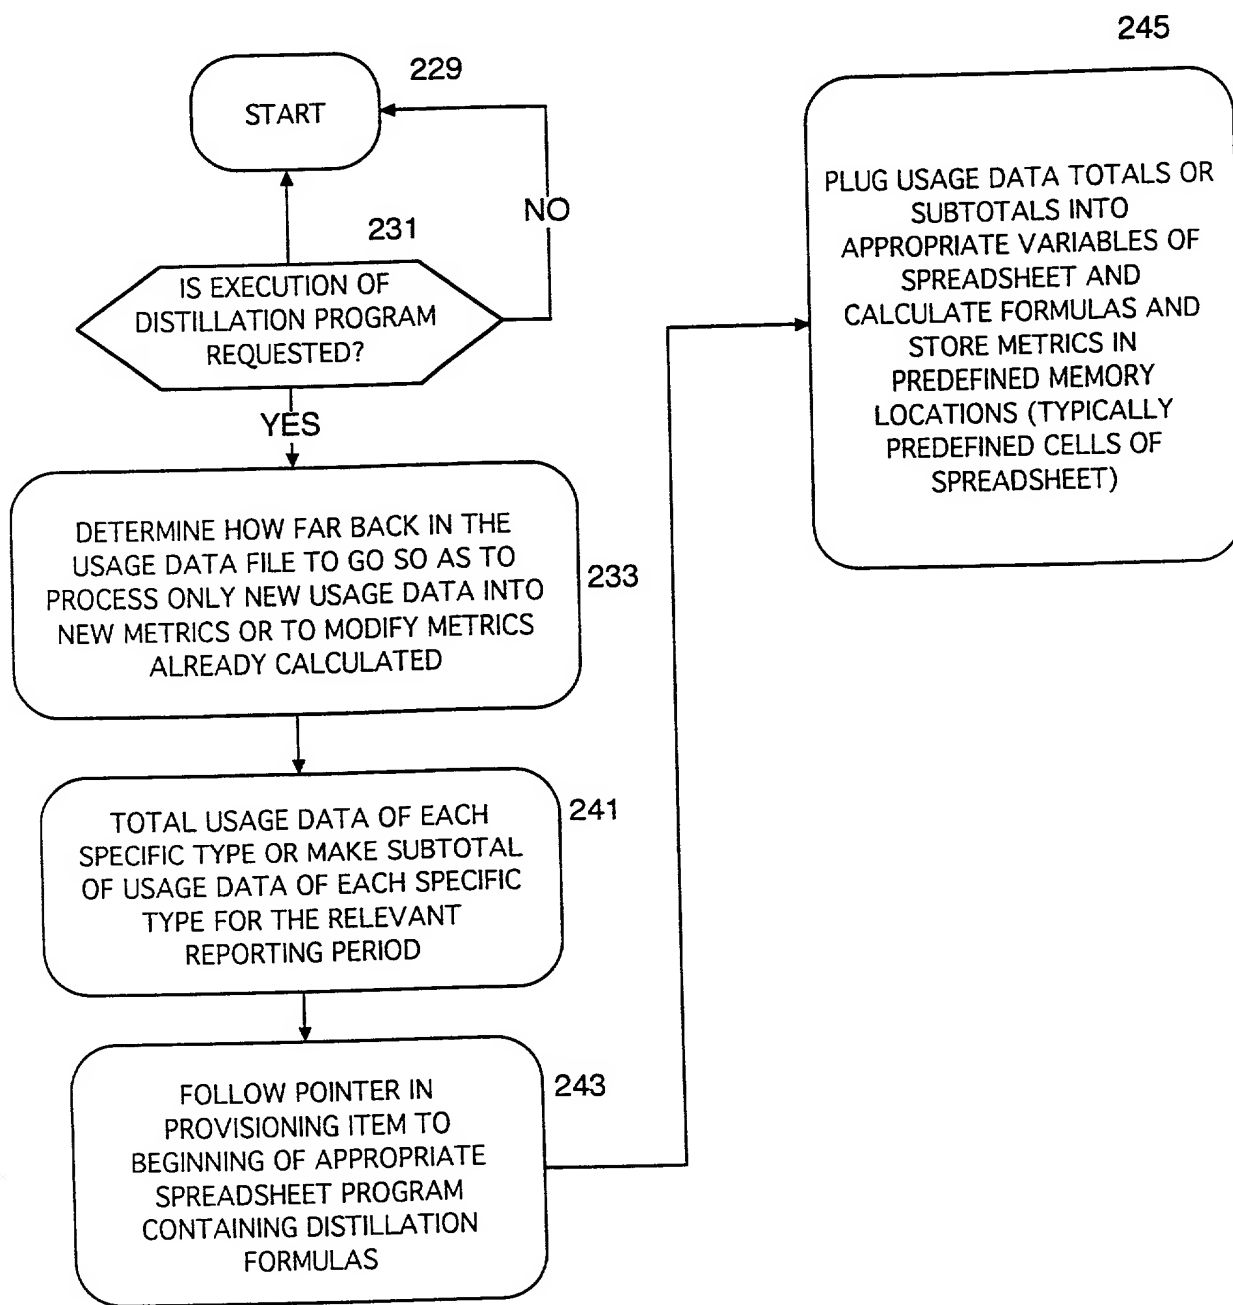 245
229
START
NO
231
IS EXECUTION OF
DISTILLATION PROGRAM
REQUESTED?
YES
DETERMINE HOW FAR BACK IN THE
USAGE DATA FILE TO GO SO AS TO
PROCESS ONLY NEW USAGE DATA INTO
NEW METRICS OR TO MODIFY METRICS
ALREADY CALCULATED
233
TOTAL USAGE DATA OF EACH
SPECIFIC TYPE OR MAKE SUBTOTAL
OF USAGE DATA OF EACH SPECIFIC
TYPE FOR THE RELEVANT
REPORTING PERIOD
241
FOLLOW POINTER IN
PROVISIONING ITEM TO
BEGINNING OF APPROPRIATE
SPREADSHEET PROGRAM
CONTAINING DISTILLATION
FORMULAS
243
PLUG USAGE DATA TOTALS OR
SUBTOTALS INTO
APPROPRIATE VARIABLES OF
SPREADSHEET AND
CALCULATE FORMULAS AND
STORE METRICS IN
PREDEFINED MEMORY
LOCATIONS (TYPICALLY
PREDEFINED CELLS OF
SPREADSHEET)